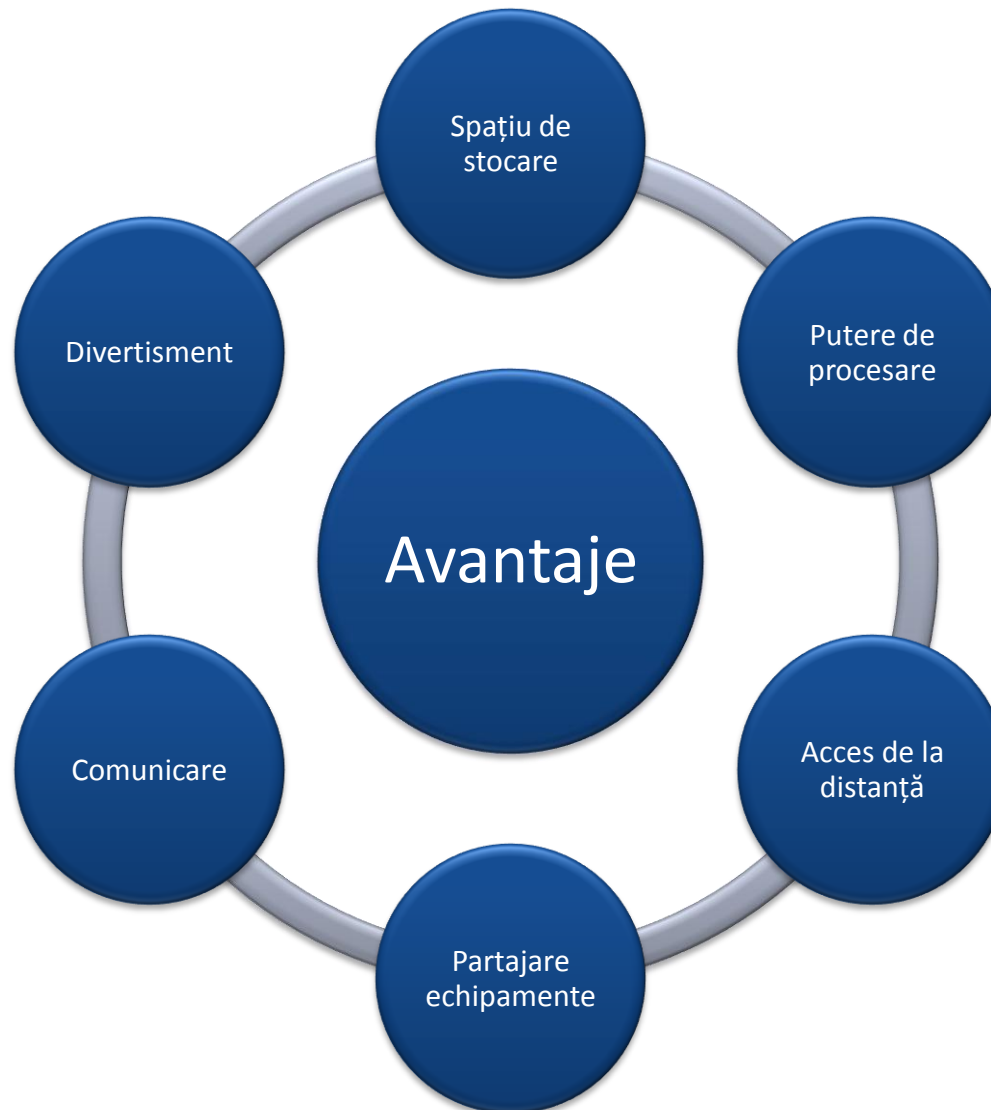 Spațiu de
stocare
Putere de
procesare
Divertisment
Avantaje
Acces de la
distanță
Comunicare
Partajare
echipamente